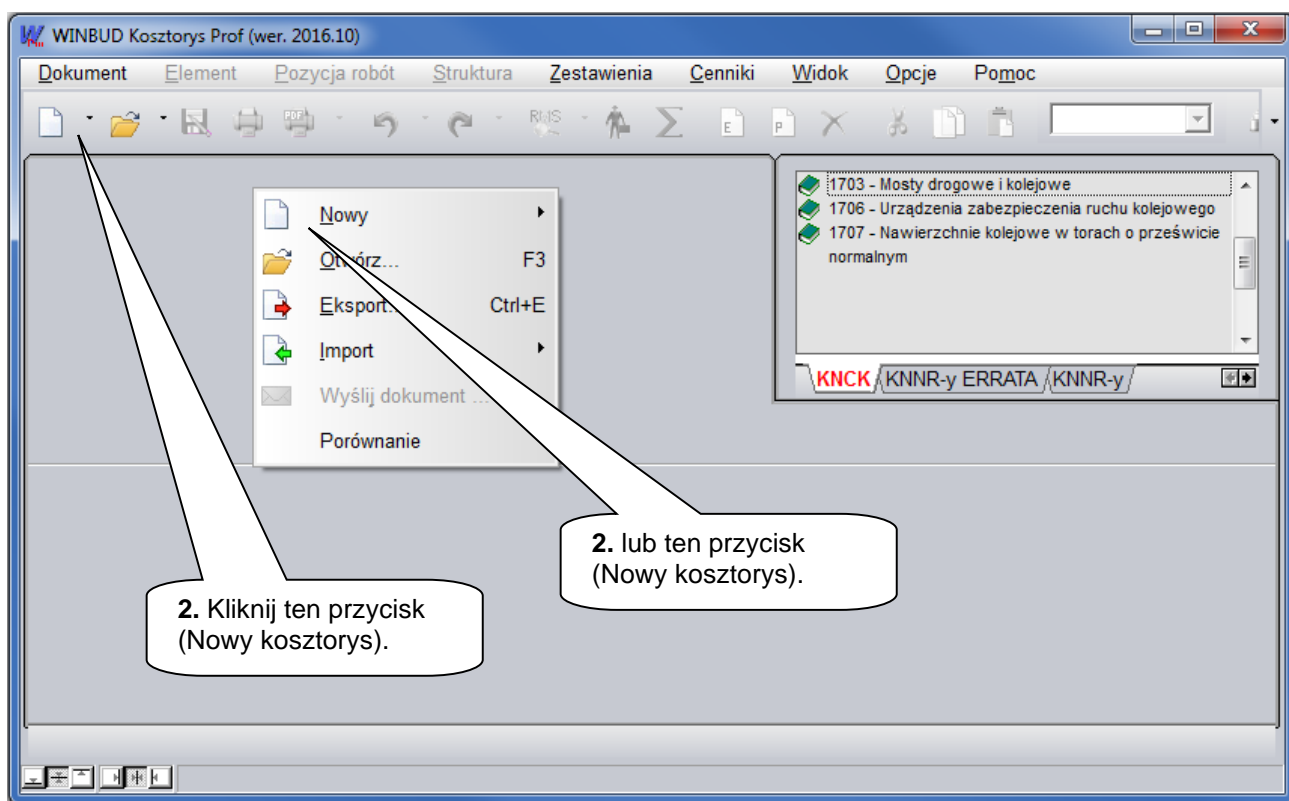 WINBUD Kosztorys Prof (wer. 2016.10)
Dokument Element Pozycja robót Struktura Zestawienia Cenniki Widok Opcje Pomoc
PDF RMS E P
1703 - Mosty drogowe i kolejowe
1706 - Urządzenia zabezpieczenia ruchu kolejowego
1707 - Nawierzchnie kolejowe w torach o prześwicie
normalnym
KNCK KNNR-y ERRATA KNNR-y
Nowy
Otwórz... F3
Eksport... Ctrl+E
Import
Wyślij dokument ...
Porównanie
2. lub ten przycisk
(Nowy kosztorys).
2. Kliknij ten przycisk
(Nowy kosztorys).